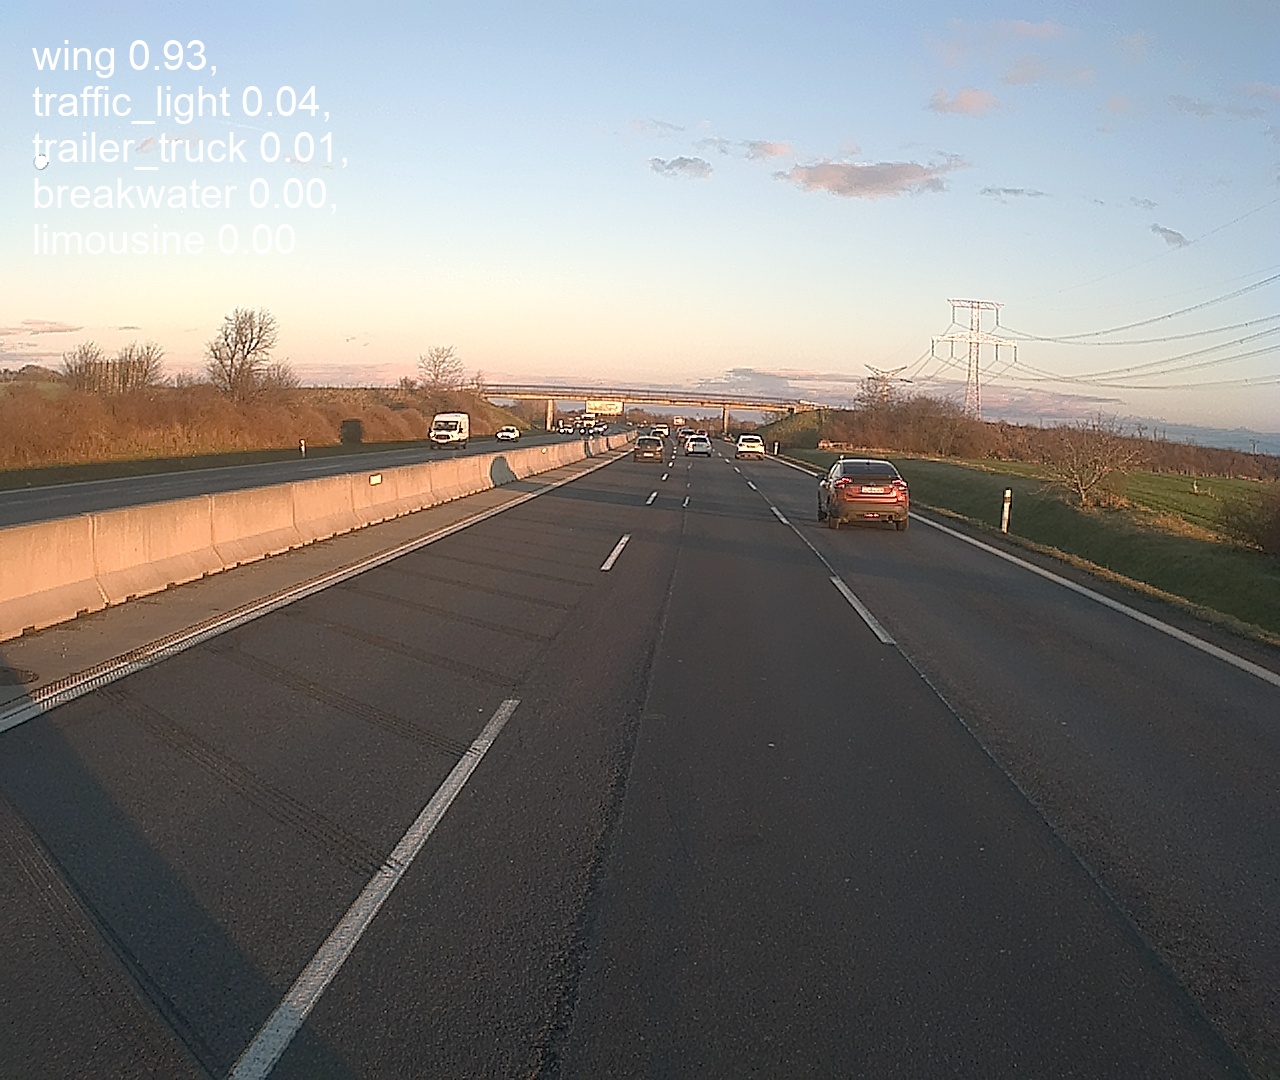 wing 0.93,
traffic_light 0.04,
trailer_truck 0.01,
breakwater 0.00,
limousine 0.00